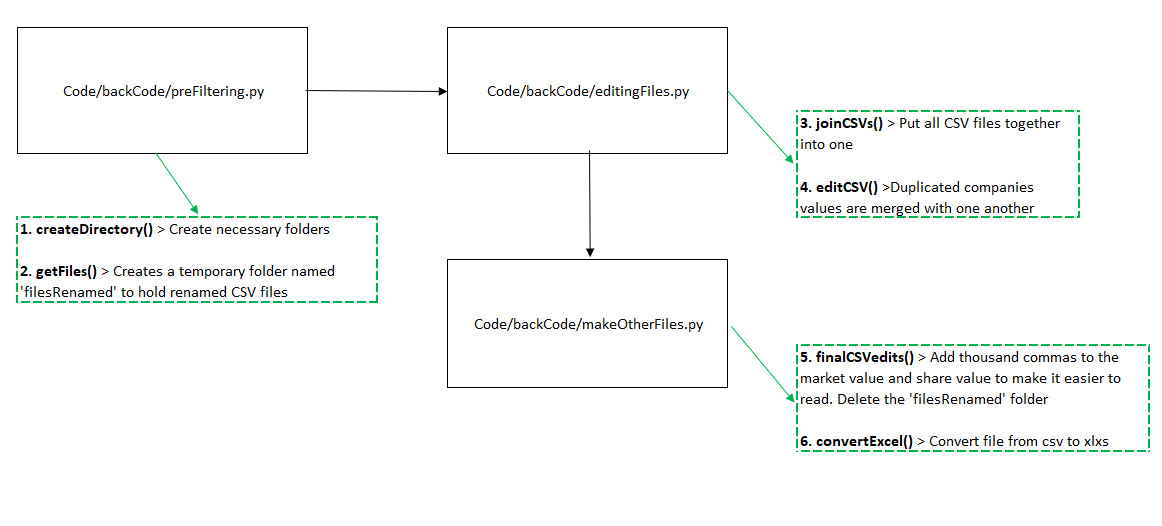 Code/backCode/preFiltering.py
Code/backCode/editingFiles.py
3. joinCSVs() > Put all CSV files together
into one
4. editCSV() >Duplicated companies
values are merged with one another
1. createDirectory() > Create necessary folders
2. getFiles() > Creates a temporary folder named
'filesRenamed' to hold renamed CSV files
Code/backCode/makeOtherFiles.py
5. finalCSVedits() > Add thousand commas to the
market value and share value to make it easier to
read. Delete the 'filesRenamed' folder
6. convertExcel() > Convert file from csv to xlxs